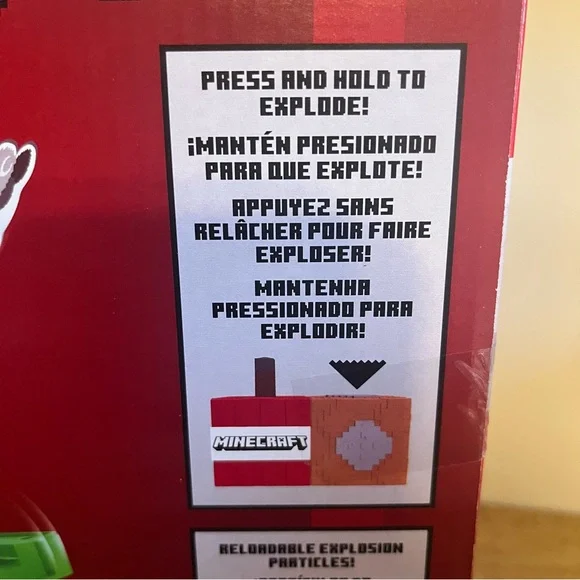 PRESS AND HOLD TO
EXPLODE!
¡MANTÉN PRESIONADO
PARA QUE EXPLOTE!
APPUYEZ SANS
RELÂCHER POUR FAIRE
EXPLOSER!
MANTENHA
PRESSIONADO PARA
EXPLODIR!
MINECRAFT
RELOADABLE EXPLOSION
PARTICLES!